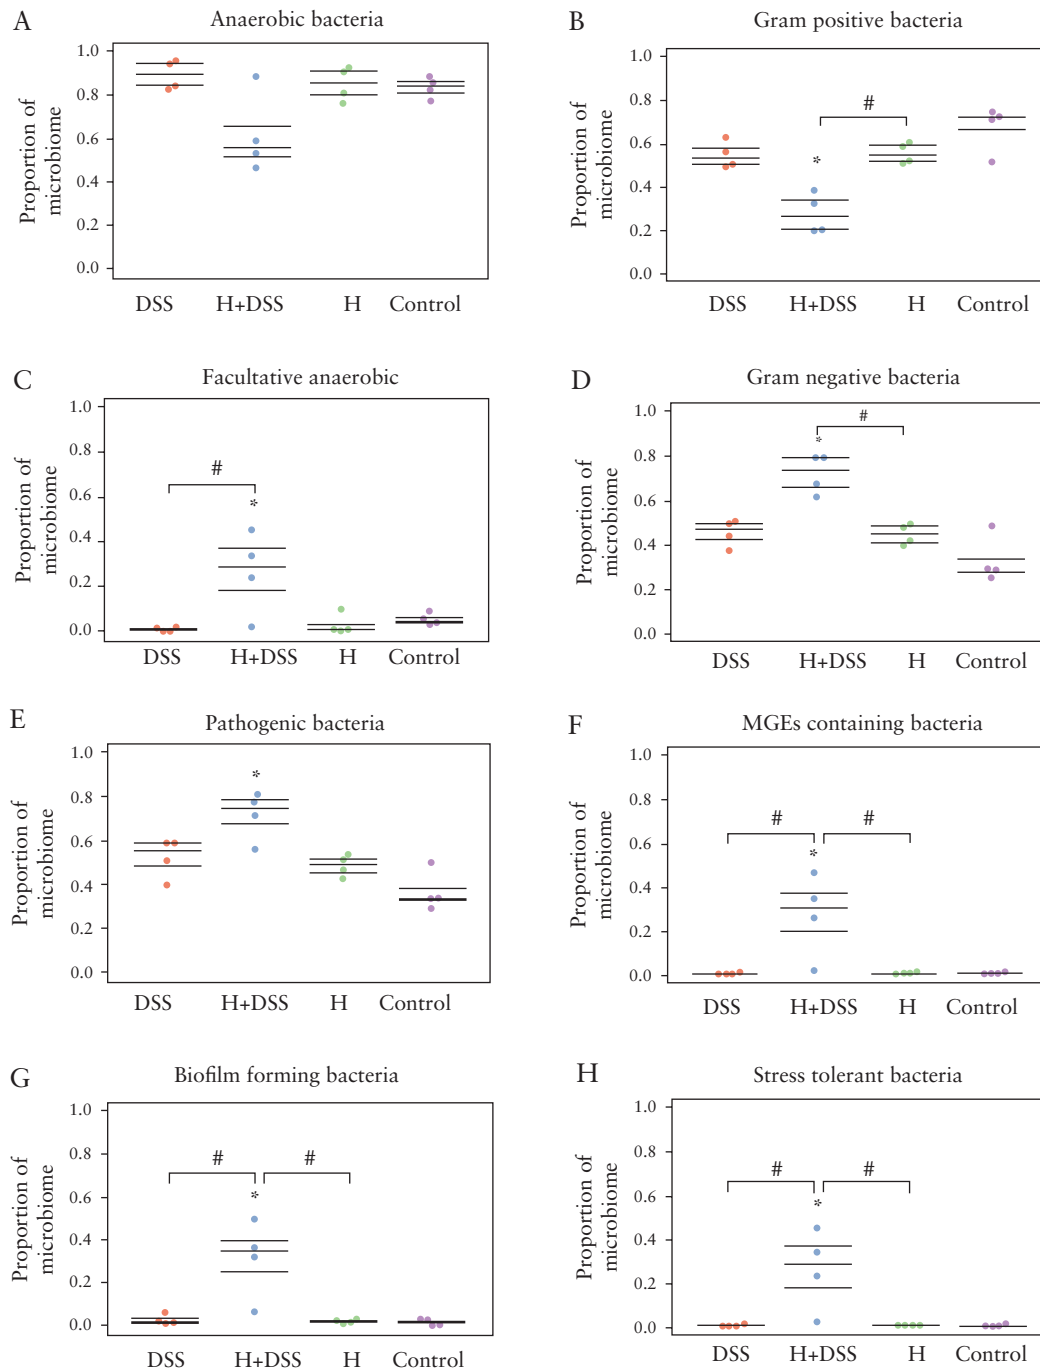 A
Anaerobic bacteria
Proportion of
microbiome
1.0
0.8
0.6
0.4
0.2
0.0
DSS H+DSS H Control
B
Gram positive bacteria
Proportion of
microbiome
1.0
0.8
0.6
0.4
0.2
0.0
#
*
DSS H+DSS H Control
C
Facultative anaerobic
Proportion of
microbiome
1.0
0.8
0.6
0.4
0.2
0.0
#
*
DSS H+DSS H Control
D
Gram negative bacteria
Proportion of
microbiome
1.0
0.8
0.6
0.4
0.2
0.0
#
*
DSS H+DSS H Control
E
Pathogenic bacteria
Proportion of
microbiome
1.0
0.8
0.6
0.4
0.2
0.0
*
DSS H+DSS H Control
F
MGEs containing bacteria
Proportion of
microbiome
1.0
0.8
0.6
0.4
0.2
0.0
# #
*
DSS H+DSS H Control
G
Biofilm forming bacteria
Proportion of
microbiome
1.0
0.8
0.6
0.4
0.2
0.0
# #
*
DSS H+DSS H Control
H
Stress tolerant bacteria
Proportion of
microbiome
1.0
0.8
0.6
0.4
0.2
0.0
# #
*
DSS H+DSS H Control